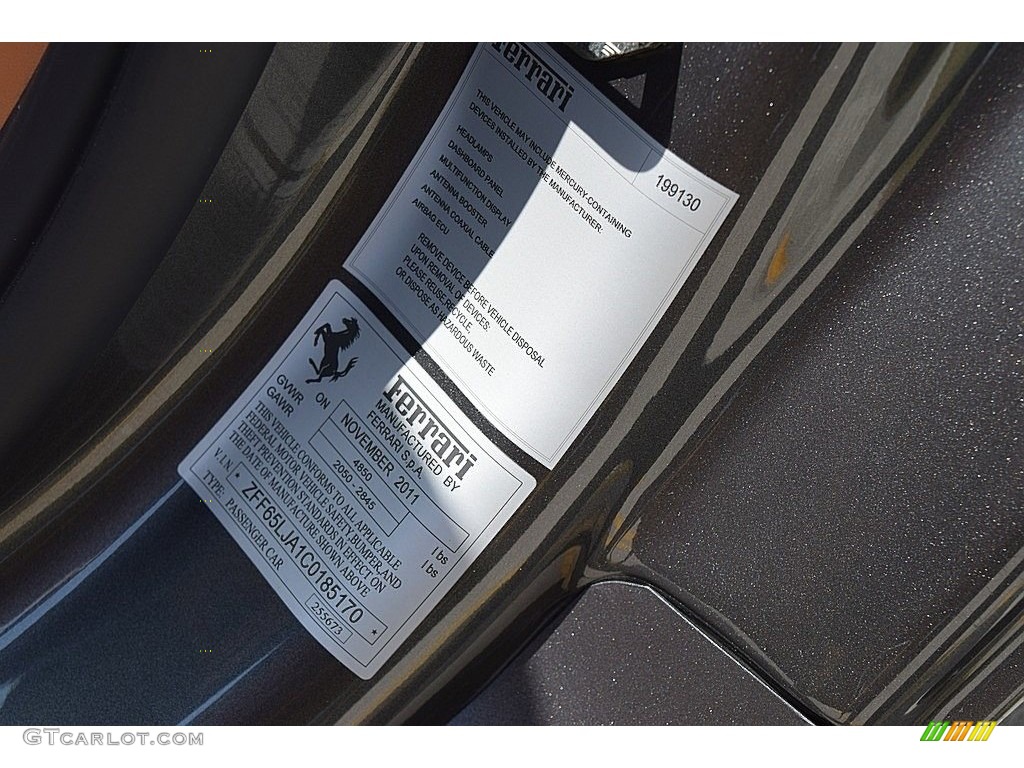 Ferrari
199130
THIS VEHICLE MAY INCLUDE MERCURY-CONTAINING
DEVICES INSTALLED BY THE MANUFACTURER:
HEADLAMPS
DASHBOARD PANEL
MULTIFUNCTION DISPLAY
ANTENNA BOOSTER
ANTENNA COAXIAL CABLE
AIRBAG ECU
REMOVE DEVICE BEFORE VEHICLE DISPOSAL
UPON REMOVAL OF DEVICES:
PLEASE REUSE, RECYCLE,
OR DISPOSE AS HAZARDOUS WASTE
Ferrari
MANUFACTURED BY
FERRARI S.p.A.
ON NOVEMBER 2011
GVWR 4850 lbs
GAWR 2050 - 2845 lbs
THIS VEHICLE CONFORMS TO ALL APPLICABLE
FEDERAL MOTOR VEHICLE SAFETY, BUMPER, AND
THEFT PREVENTION STANDARDS IN EFFECT ON
THE DATE OF MANUFACTURE SHOWN ABOVE
V.I.N. * ZFF65LJA1C0185170 *
TYPE: PASSENGER CAR 255673
GTcarlot.com